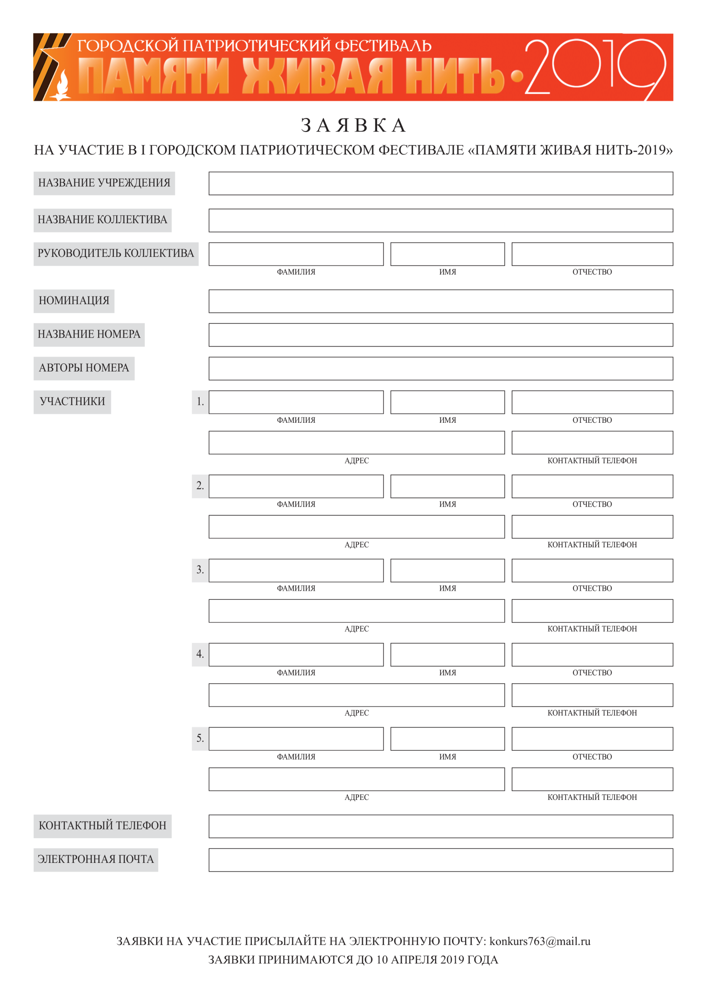 ГОРОДСКОЙ ПАТРИОТИЧЕСКИЙ ФЕСТИВАЛЬ
ПАМЯТИ ЖИВАЯ НИТЬ • 2019
ЗАЯВКА
НА УЧАСТИЕ В I ГОРОДСКОМ ПАТРИОТИЧЕСКОМ ФЕСТИВАЛЕ «ПАМЯТИ ЖИВАЯ НИТЬ-2019»
НАЗВАНИЕ УЧРЕЖДЕНИЯ
НАЗВАНИЕ КОЛЛЕКТИВА
РУКОВОДИТЕЛЬ КОЛЛЕКТИВА
ФАМИЛИЯ ИМЯ ОТЧЕСТВО
НОМИНАЦИЯ
НАЗВАНИЕ НОМЕРА
АВТОРЫ НОМЕРА
УЧАСТНИКИ 1.
ФАМИЛИЯ ИМЯ ОТЧЕСТВО
АДРЕС КОНТАКТНЫЙ ТЕЛЕФОН
2.
ФАМИЛИЯ ИМЯ ОТЧЕСТВО
АДРЕС КОНТАКТНЫЙ ТЕЛЕФОН
3.
ФАМИЛИЯ ИМЯ ОТЧЕСТВО
АДРЕС КОНТАКТНЫЙ ТЕЛЕФОН
4.
ФАМИЛИЯ ИМЯ ОТЧЕСТВО
АДРЕС КОНТАКТНЫЙ ТЕЛЕФОН
5.
ФАМИЛИЯ ИМЯ ОТЧЕСТВО
АДРЕС КОНТАКТНЫЙ ТЕЛЕФОН
КОНТАКТНЫЙ ТЕЛЕФОН
ЭЛЕКТРОННАЯ ПОЧТА
ЗАЯВКИ НА УЧАСТИЕ ПРИСЫЛАЙТЕ НА ЭЛЕКТРОННУЮ ПОЧТУ: konkurs763@mail.ru
ЗАЯВКИ ПРИНИМАЮТСЯ ДО 10 АПРЕЛЯ 2019 ГОДА